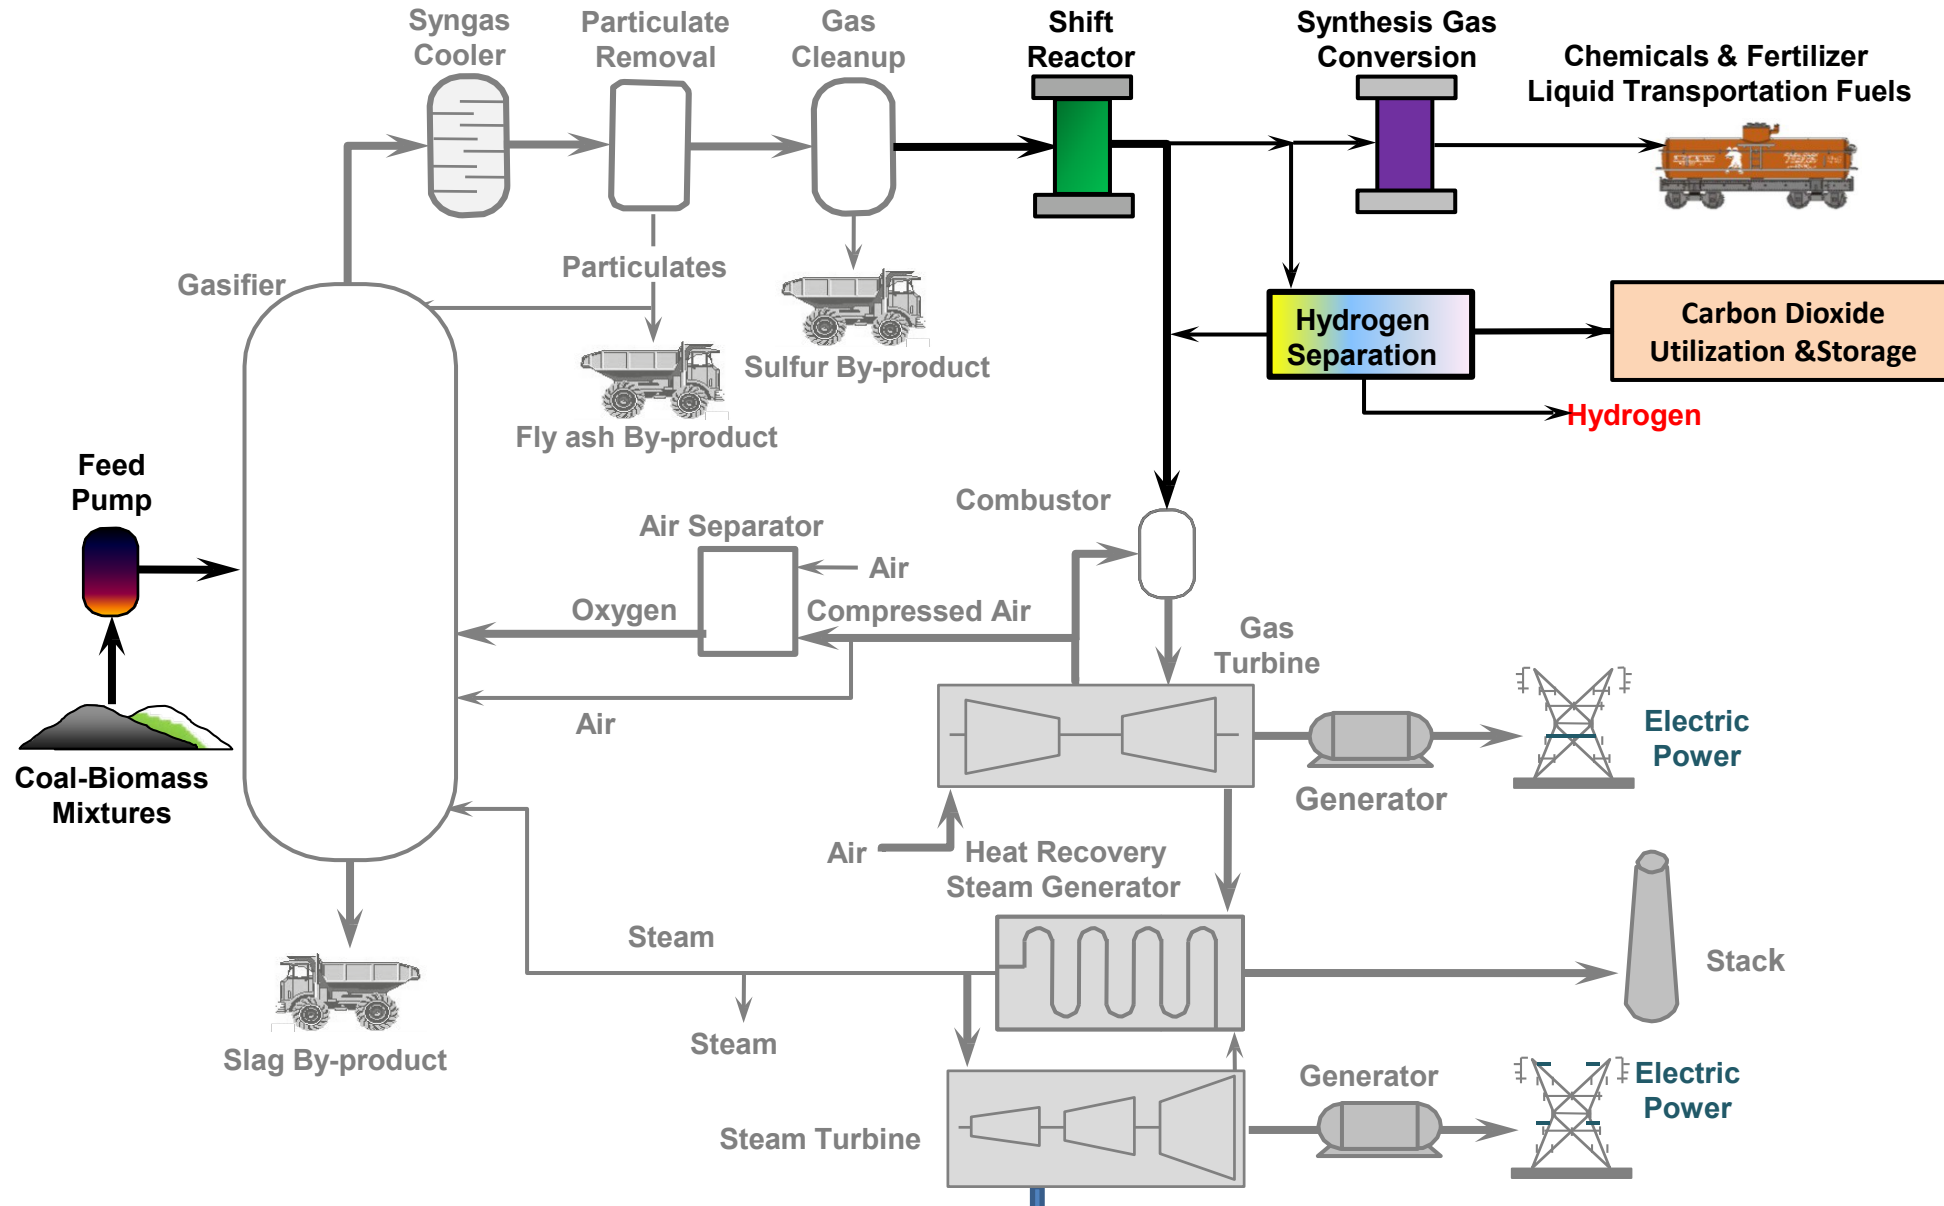 Syngas
Cooler
Particulate
Removal
Gas
Cleanup
Shift
Reactor
Synthesis Gas
Conversion
Chemicals & Fertilizer
Liquid Transportation Fuels
Gasifier
Particulates
Sulfur By-product
Fly ash By-product
Hydrogen
Separation
Carbon Dioxide
Utilization &Storage
Hydrogen
Feed
Pump
Coal-Biomass
Mixtures
Air Separator
Air
Oxygen
Compressed Air
Air
Combustor
Gas
Turbine
Generator
Electric
Power
Air
Heat Recovery
Steam Generator
Steam
Steam
Stack
Slag By-product
Steam Turbine
Generator
Electric
Power